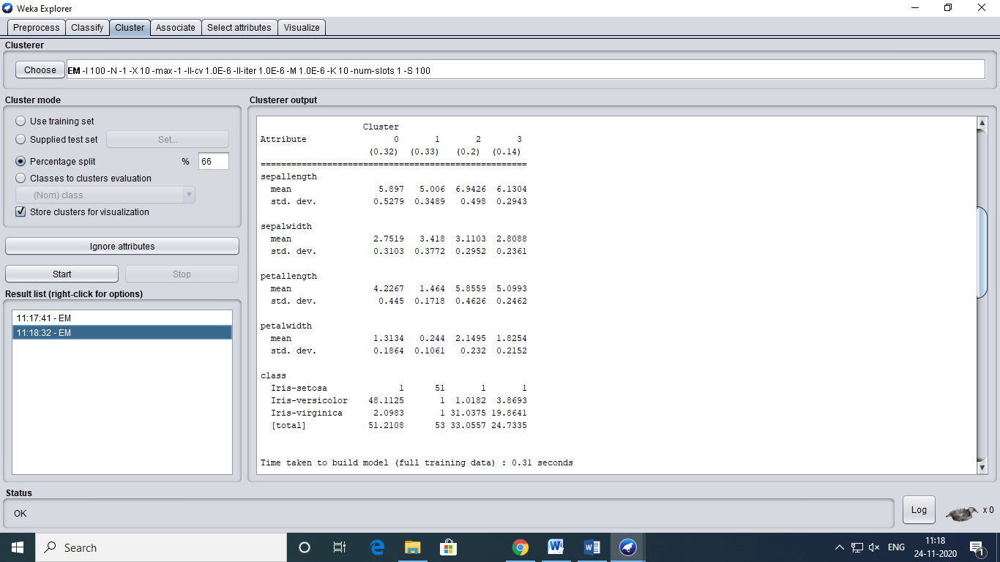 Weka Explorer
Preprocess Classify Cluster Associate Select attributes Visualize
Clusterer
Choose EM -I 100 -N -1 -X 10 -max -1 -ll-cv 1.0E-6 -ll-iter 1.0E-6 -M 1.0E-6 -K 10 -num-slots 1 -S 100
Cluster mode
Use training set
Supplied test set Set...
Percentage split % 66
Classes to clusters evaluation
(Nom) class
Store clusters for visualization
Ignore attributes
Start Stop
Result list (right-click for options)
11:17:41 - EM
11:18:32 - EM
Clusterer output
Cluster
Attribute 0 1 2 3
(0.32) (0.33) (0.2) (0.14)
====================================================
sepallength
mean 5.897 5.006 6.9426 6.1304
std. dev. 0.5279 0.3489 0.498 0.2943
sepalwidth
mean 2.7519 3.418 3.1103 2.8088
std. dev. 0.3103 0.3772 0.2952 0.2361
petallength
mean 4.2267 1.464 5.8559 5.0993
std. dev. 0.445 0.1718 0.4626 0.2462
petalwidth
mean 1.3134 0.244 2.1495 1.8254
std. dev. 0.1864 0.1061 0.232 0.2152
class
Iris-setosa 1 51 1 1
Iris-versicolor 48.1125 1 1.0182 3.8693
Iris-virginica 2.0983 1 31.0375 19.8641
[total] 51.2108 53 33.0557 24.7335
Time taken to build model (full training data) : 0.31 seconds
Status
OK
Log x 0
Search
ENG
11:18
24-11-2020
1